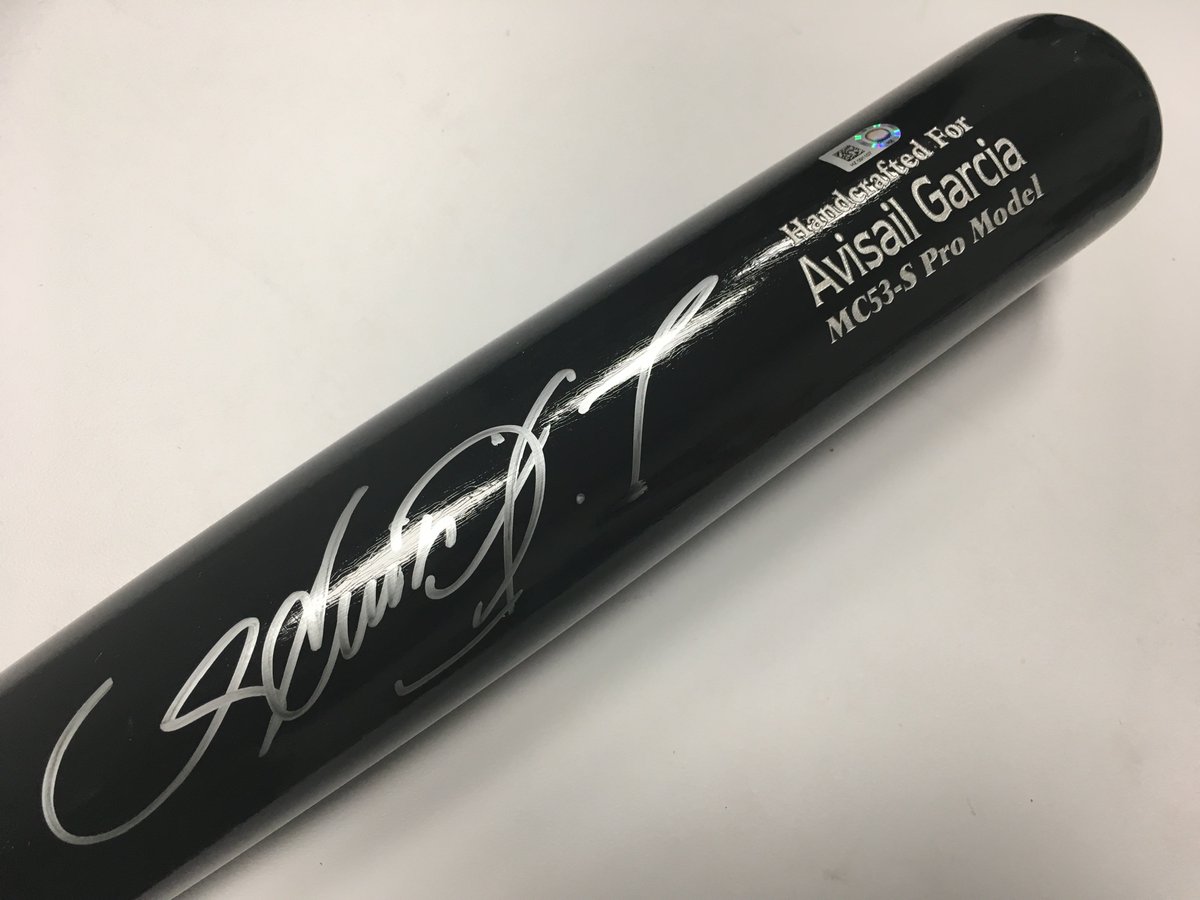 Handcrafted For
Avisail Garcia
MC53-S Pro Model